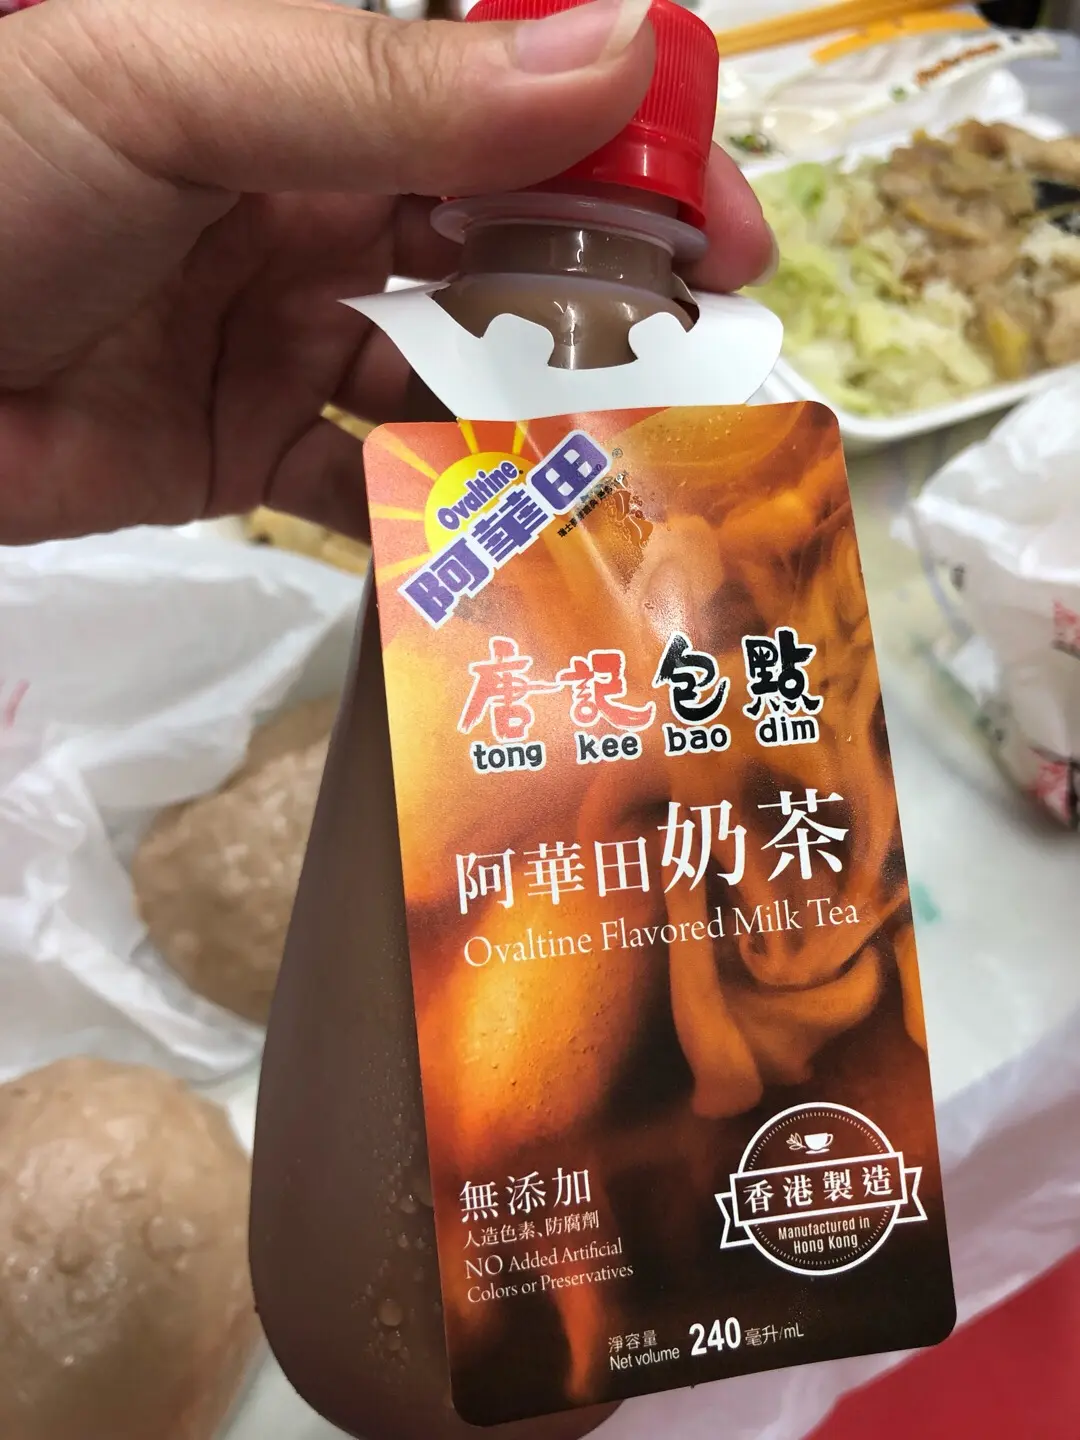 Ovaltine
阿華田
唐記包點
tong kee bao dim
阿華田奶茶
Ovaltine Flavored Milk Tea
無添加
人造色素、防腐劑
NO Added Artificial
Colors or Preservatives
香港製造
Manufactured in
Hong Kong
淨容量
Net volume
240毫升/mL